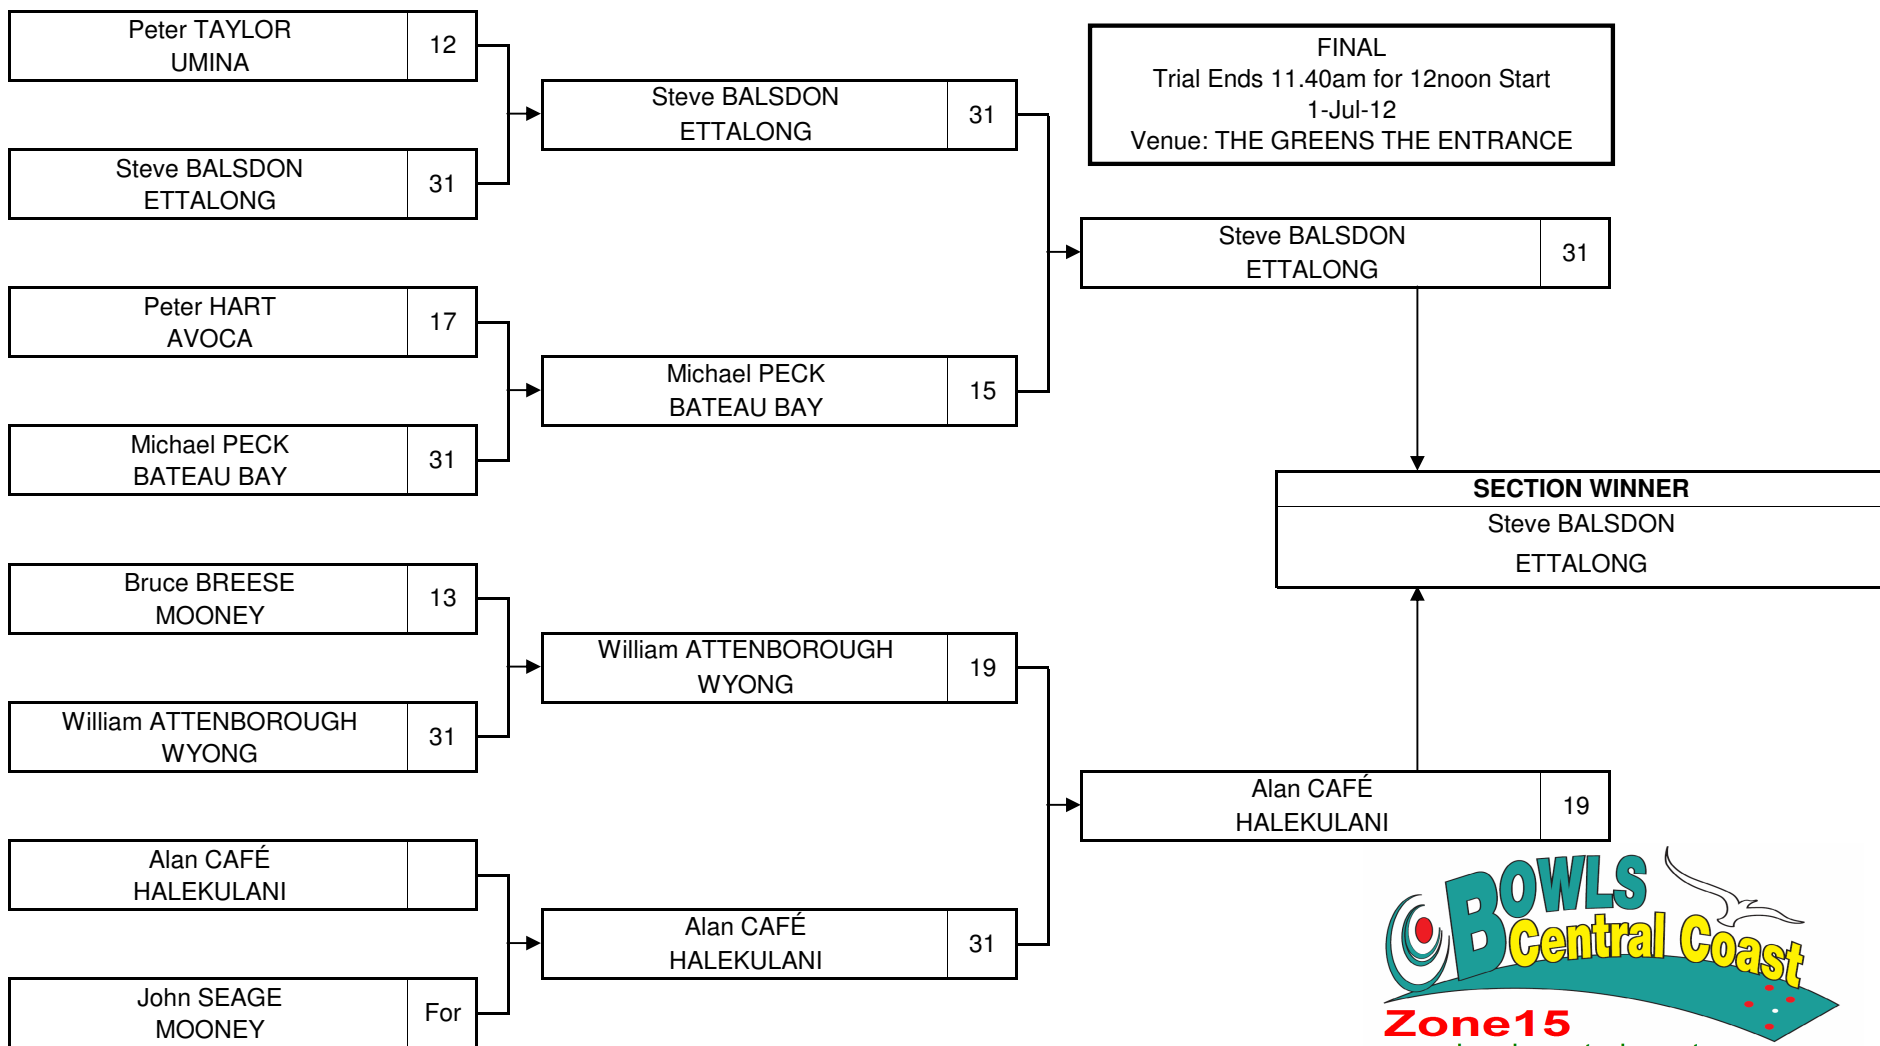 Peter TAYLOR
UMINA
12
Steve BALSDON
ETTALONG
31
Peter HART
AVOCA
17
Michael PECK
BATEAU BAY
31
Bruce BREESE
MOONEY
13
William ATTENBOROUGH
WYONG
31
Alan CAFÉ
HALEKULANI
John SEAGE
MOONEY
For
Steve BALSDON
ETTALONG
31
Michael PECK
BATEAU BAY
15
William ATTENBOROUGH
WYONG
19
Alan CAFÉ
HALEKULANI
31
FINAL
Trial Ends 11.40am for 12noon Start
1-Jul-12
Venue: THE GREENS THE ENTRANCE
Steve BALSDON
ETTALONG
31
Alan CAFÉ
HALEKULANI
19
SECTION WINNER
Steve BALSDON
ETTALONG
BOWLS
Central Coast
Zone15